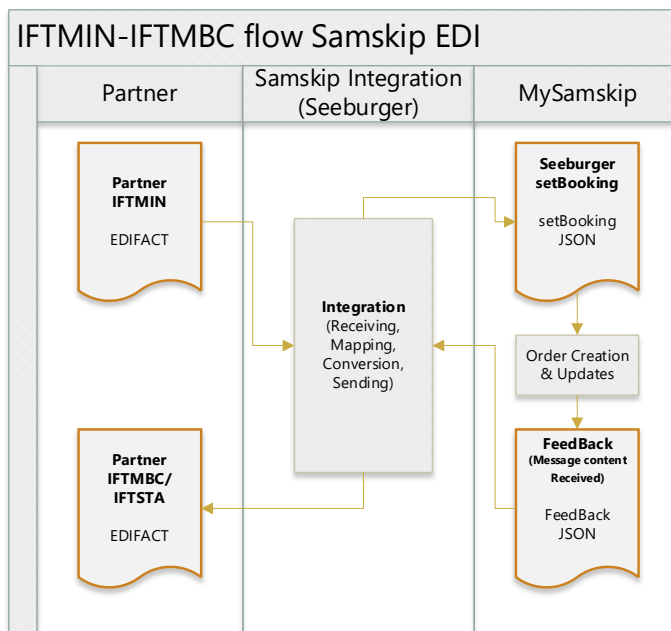 IFTMIN-IFTMBC flow Samskip EDI
Partner
Samskip Integration
(Seeburger)
MySamskip
Partner
IFTMIN
EDIFACT
Seeburger
setBooking
setBooking
JSON
Integration
(Receiving,
Mapping,
Conversion,
Sending)
Order Creation
& Updates
Partner
IFTMBC/
IFTSTA
EDIFACT
FeedBack
(Message content
Received)
FeedBack
JSON